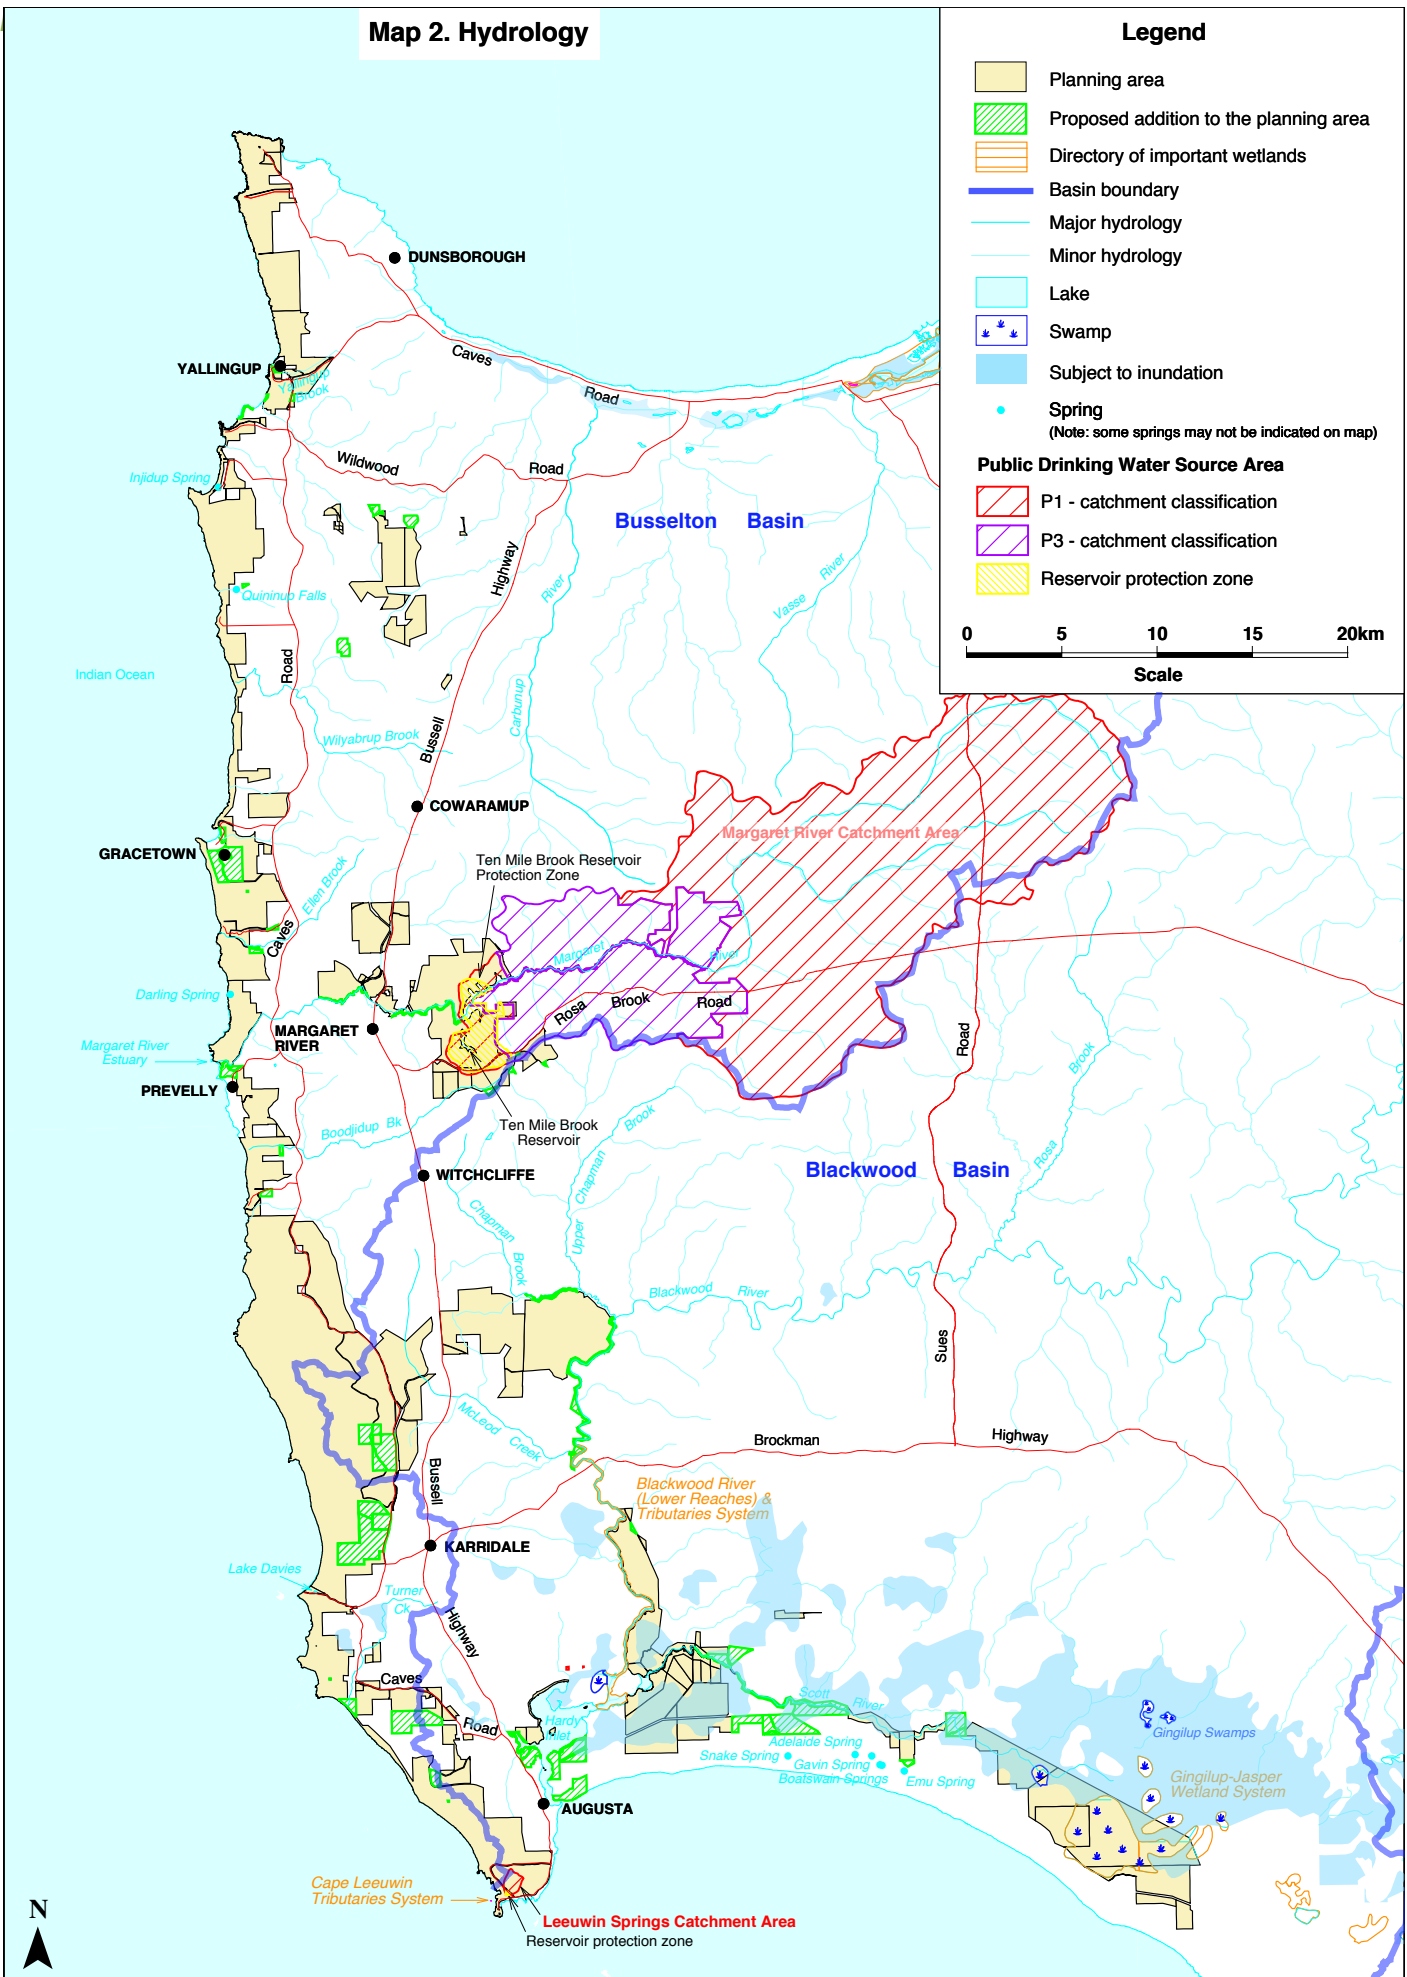 Map 2. Hydrology
Legend
Planning area
Proposed addition to the planning area
Directory of important wetlands
Basin boundary
Major hydrology
Minor hydrology
Lake
Swamp
Subject to inundation
Spring
(Note: some springs may not be indicated on map)
Public Drinking Water Source Area
P1 - catchment classification
P3 - catchment classification
Reservoir protection zone
0 5 10 15 20km
Scale
DUNSBOROUGH
Caves
Road
YALLINGUP
Yallingup
Brook
Wildwood
Road
Injidup Spring
Busselton Basin
Highway
River
Vasse
River
Quininup Falls
Road
Indian Ocean
Carbunup
Wilyabrup Brook
Bussell
COWARAMUP
Margaret River Catchment Area
GRACETOWN
Ten Mile Brook Reservoir
Protection Zone
Ellen Brook
Caves
Margaret
River
Darling Spring
Rosa
Brook
Road
MARGARET
RIVER
Road
Margaret River
Estuary
Brook
PREVELLY
Boodjidup Bk
Ten Mile Brook
Reservoir
Brook
Chapman
Upper
WITCHCLIFFE
Blackwood Basin
Rosa
Chapman
Brook
Blackwood River
Sues
McLeod
Creek
Brockman
Highway
Bussell
Blackwood River
(Lower Reaches) &
Tributaries System
KARRIDALE
Lake Davies
Turner
Ck
Highway
Caves
Road
Hardy
Inlet
Scott
River
Adelaide Spring
Snake Spring
Gavin Spring
Boatswain Springs
Emu Spring
Gingilup Swamps
Gingilup-Jasper
Wetland System
AUGUSTA
Cape Leeuwin
Tributaries System
Leeuwin Springs Catchment Area
Reservoir protection zone
N